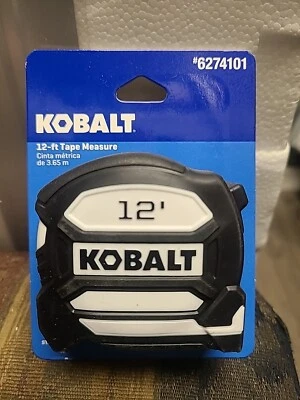 #6274101
KOBALT
12-ft Tape Measure
Cinta métrica
de 3.65 m
12'
KOBALT